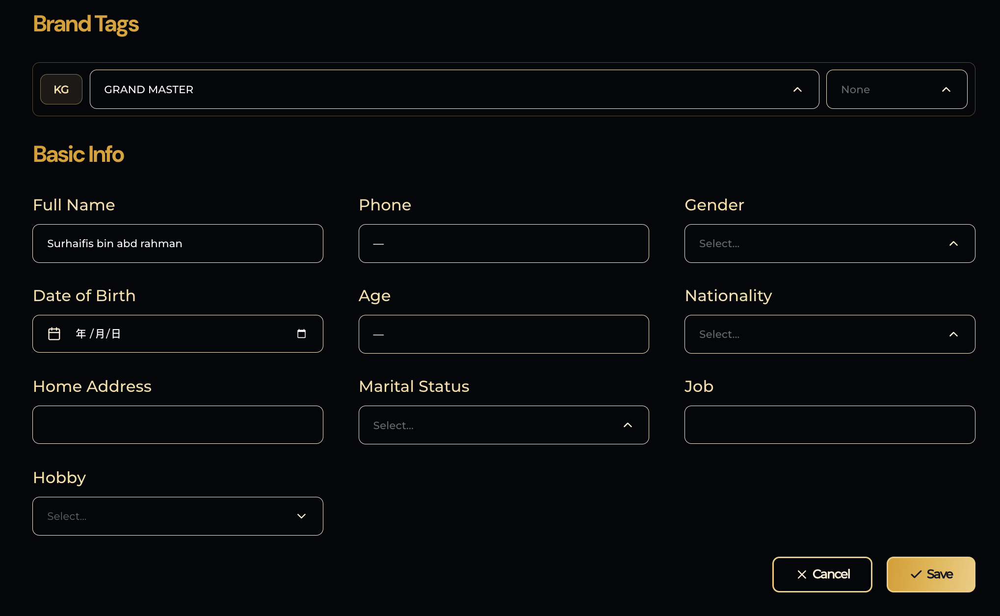 Brand Tags
KG GRAND MASTER None
Basic Info
Full Name Phone Gender
Surhaifis bin abd rahman — Select...
Date of Birth Age Nationality
年 /月/日 — Select...
Home Address Marital Status Job
Select...
Hobby
Select...
Cancel Save